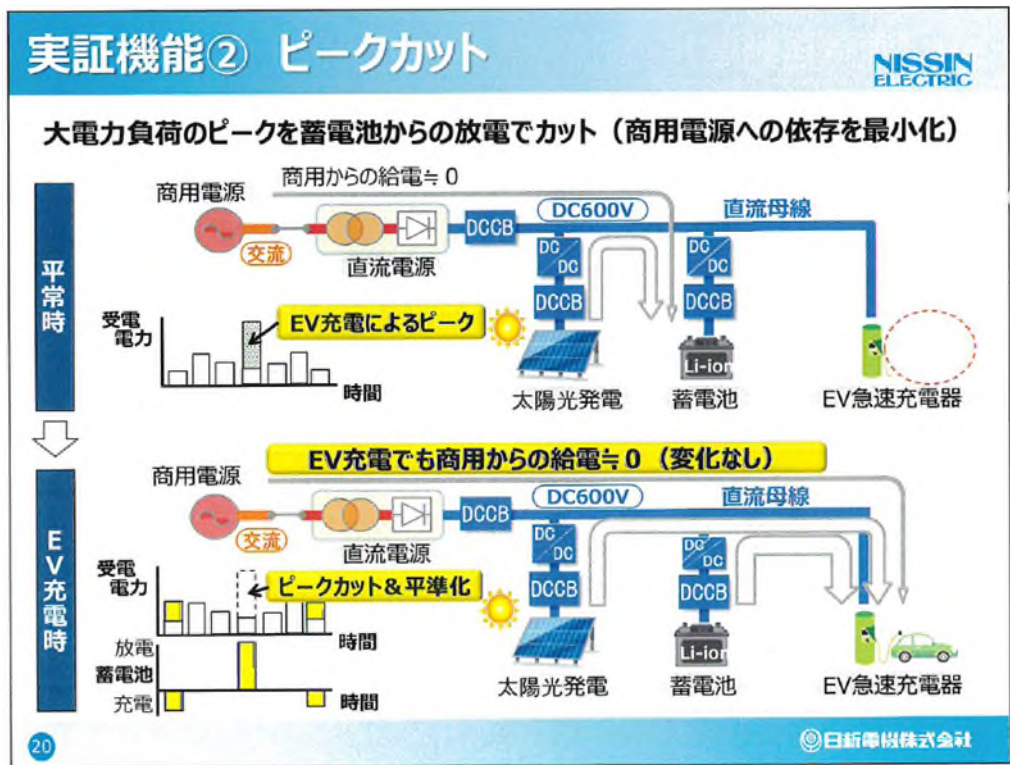 実証機能② ピークカット
NISSIN
ELECTRIC
大電力負荷のピークを蓄電池からの放電でカット（商用電源への依存を最小化）
平常時
商用電源
商用からの給電≒０
交流
直流電源
DCCB
DC600V
直流母線
DC
DC
DCCB
DC
DC
DCCB
受電
電力
EV充電によるピーク
時間
太陽光発電
Li-ion
蓄電池
EV急速充電器
EV充電時
EV充電でも商用からの給電≒０（変化なし）
商用電源
交流
直流電源
DCCB
DC600V
直流母線
DC
DC
DCCB
DC
DC
DCCB
受電
電力
ピークカット＆平準化
時間
放電
蓄電池
充電
時間
太陽光発電
Li-ion
蓄電池
EV急速充電器
20
日新電機株式会社